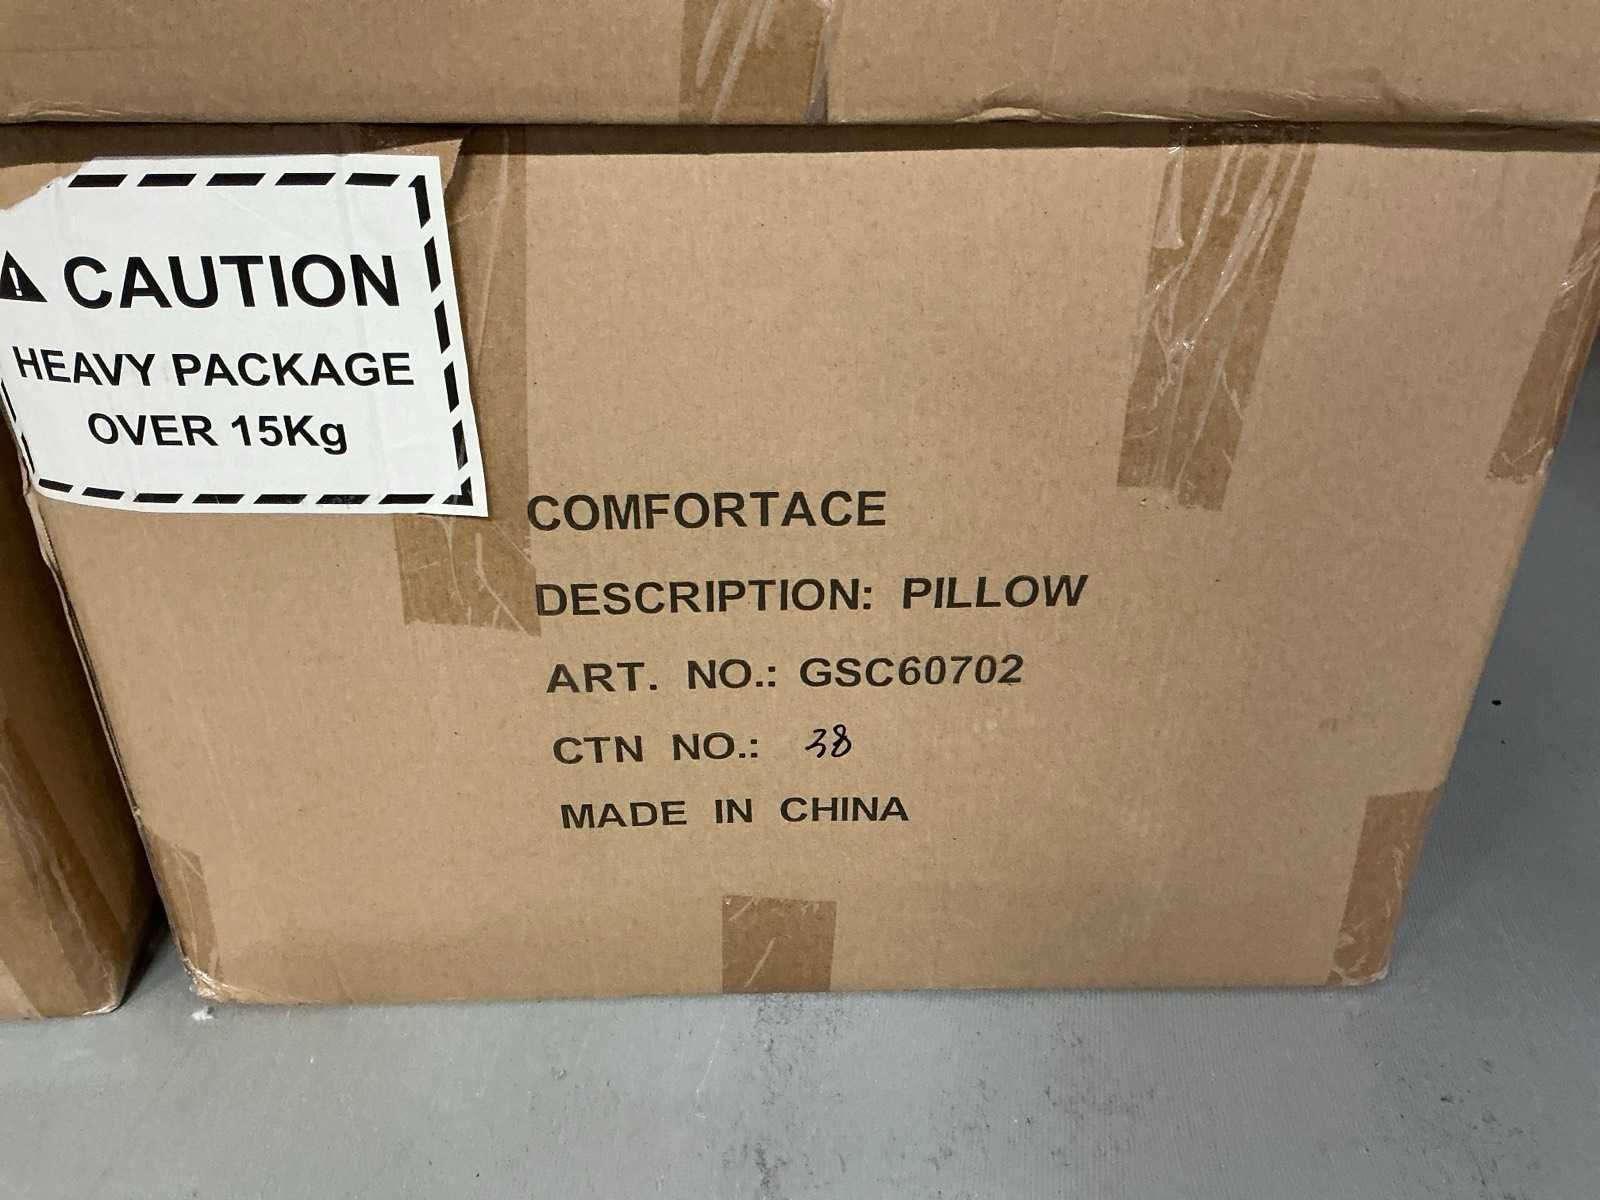 CAUTION
HEAVY PACKAGE
OVER 15Kg
COMFORTACE
DESCRIPTION: PILLOW
ART. NO.: GSC60702
CTN NO.: 38
MADE IN CHINA